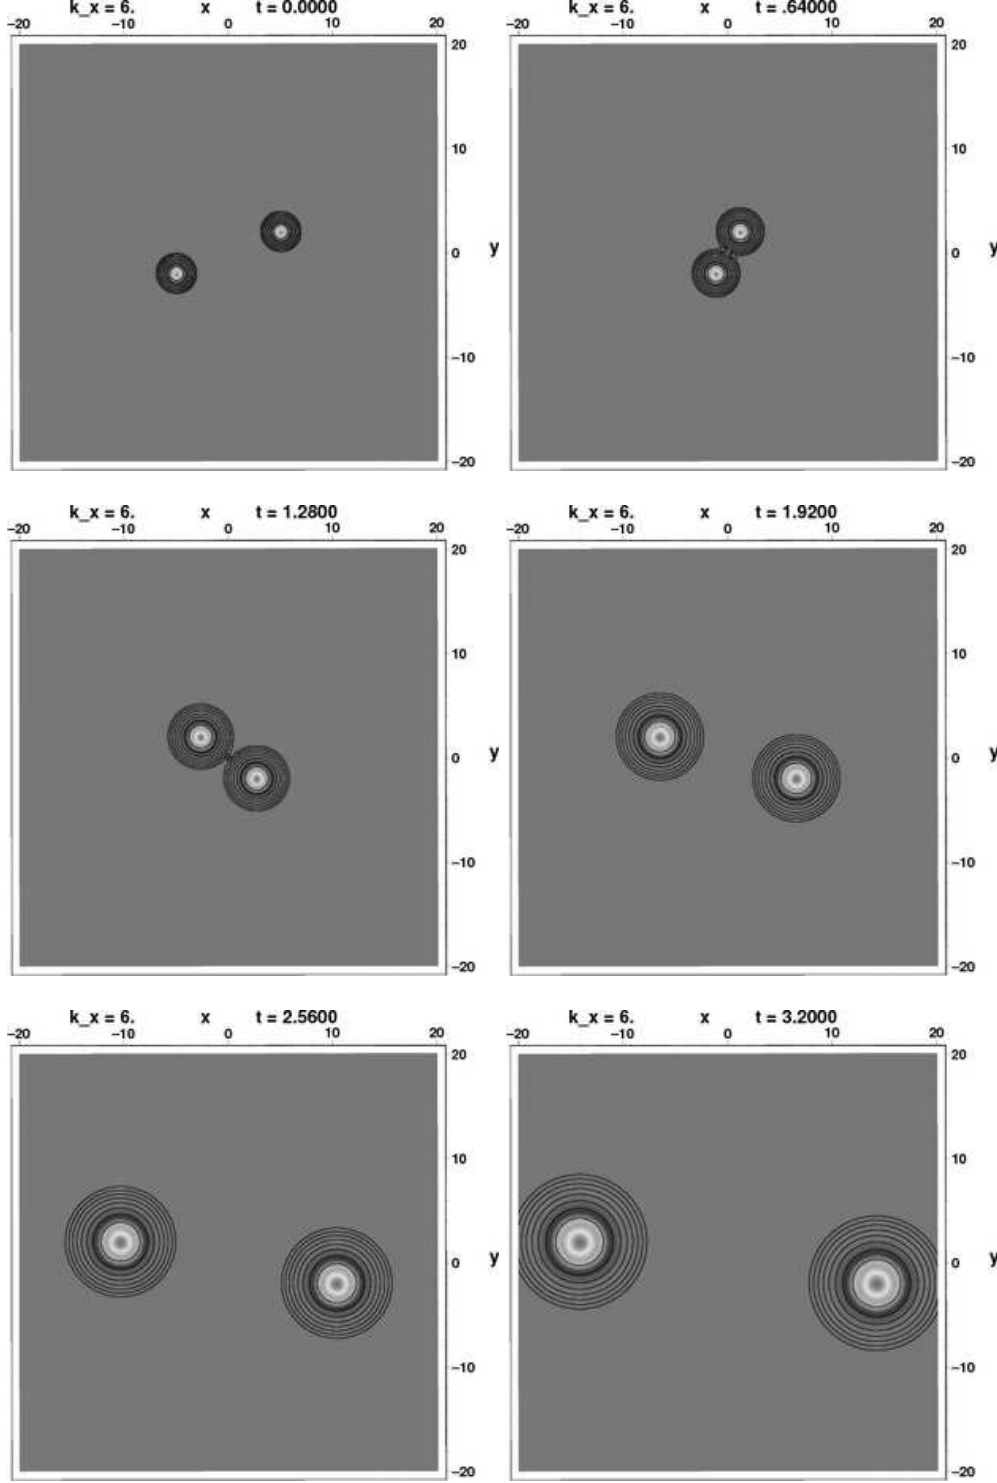 k_x = 6. x t = 0.0000
−20 −10 0 10 20
20
10
0 y
−10
−20
k_x = 6. x t = .64000
−20 −10 0 10 20
20
10
0 y
−10
−20
k_x = 6. x t = 1.2800
−20 −10 0 10 20
20
10
0 y
−10
−20
k_x = 6. x t = 1.9200
−20 −10 0 10 20
20
10
0 y
−10
−20
k_x = 6. x t = 2.5600
−20 −10 0 10 20
20
10
0 y
−10
−20
k_x = 6. x t = 3.2000
−20 −10 0 10 20
20
10
0 y
−10
−20